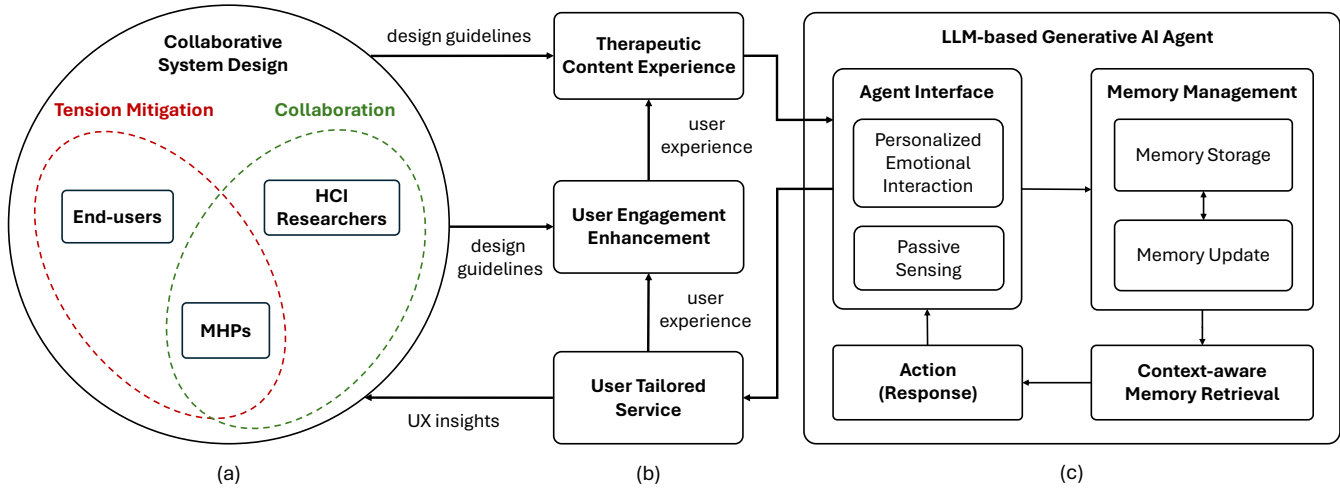 Collaborative
System Design
Tension Mitigation
Collaboration
End-users
HCI
Researchers
MHPs
(a)
design guidelines
design
guidelines
UX insights
Therapeutic
Content Experience
user
experience
User Engagement
Enhancement
user
experience
User Tailored
Service
(b)
LLM-based Generative AI Agent
Agent Interface
Personalized
Emotional
Interaction
Passive
Sensing
Memory Management
Memory Storage
Memory Update
Action
(Response)
Context-aware
Memory Retrieval
(c)